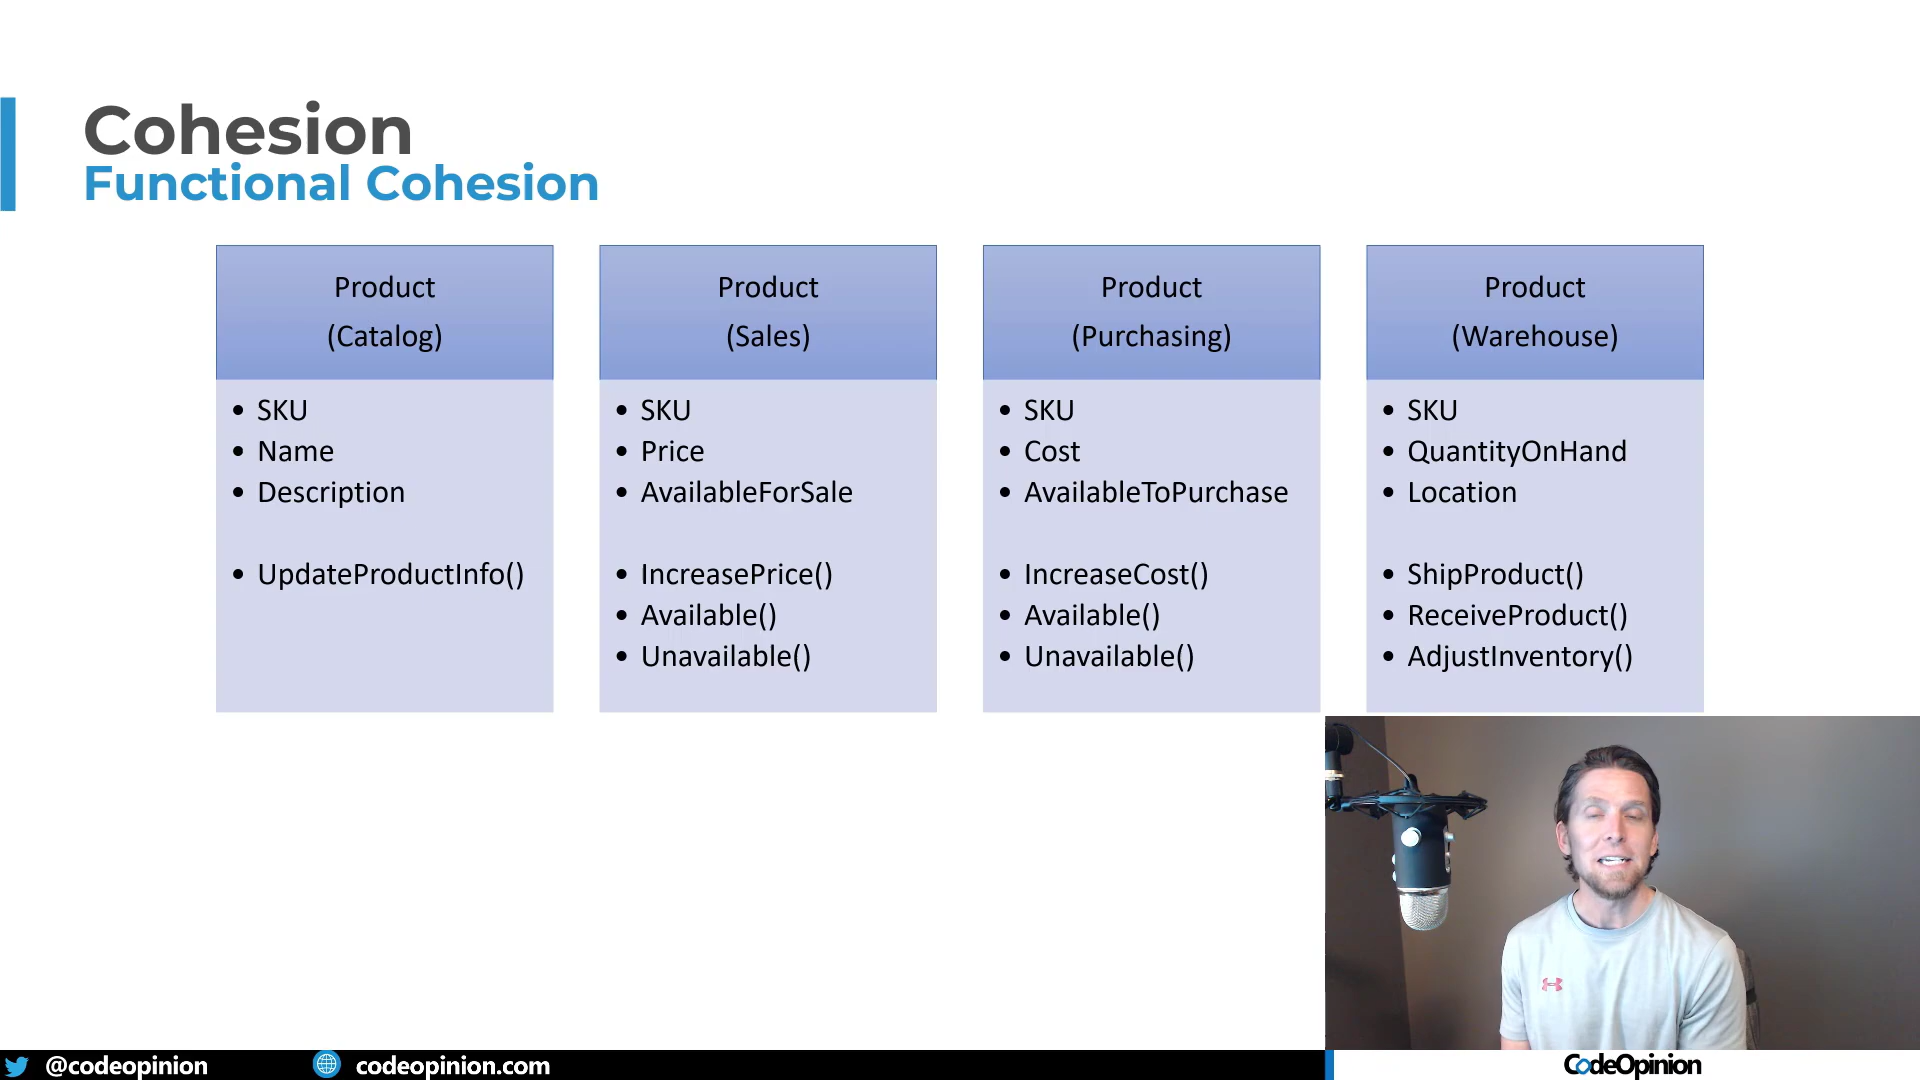 Cohesion
Functional Cohesion
Product
(Catalog)
• SKU
• Name
• Description
• UpdateProductInfo()
Product
(Sales)
• SKU
• Price
• AvailableForSale
• IncreasePrice()
• Available()
• Unavailable()
Product
(Purchasing)
• SKU
• Cost
• AvailableToPurchase
• IncreaseCost()
• Available()
• Unavailable()
Product
(Warehouse)
• SKU
• QuantityOnHand
• Location
• ShipProduct()
• ReceiveProduct()
• AdjustInventory()
@codeopinion
codeopinion.com
CodeOpinion